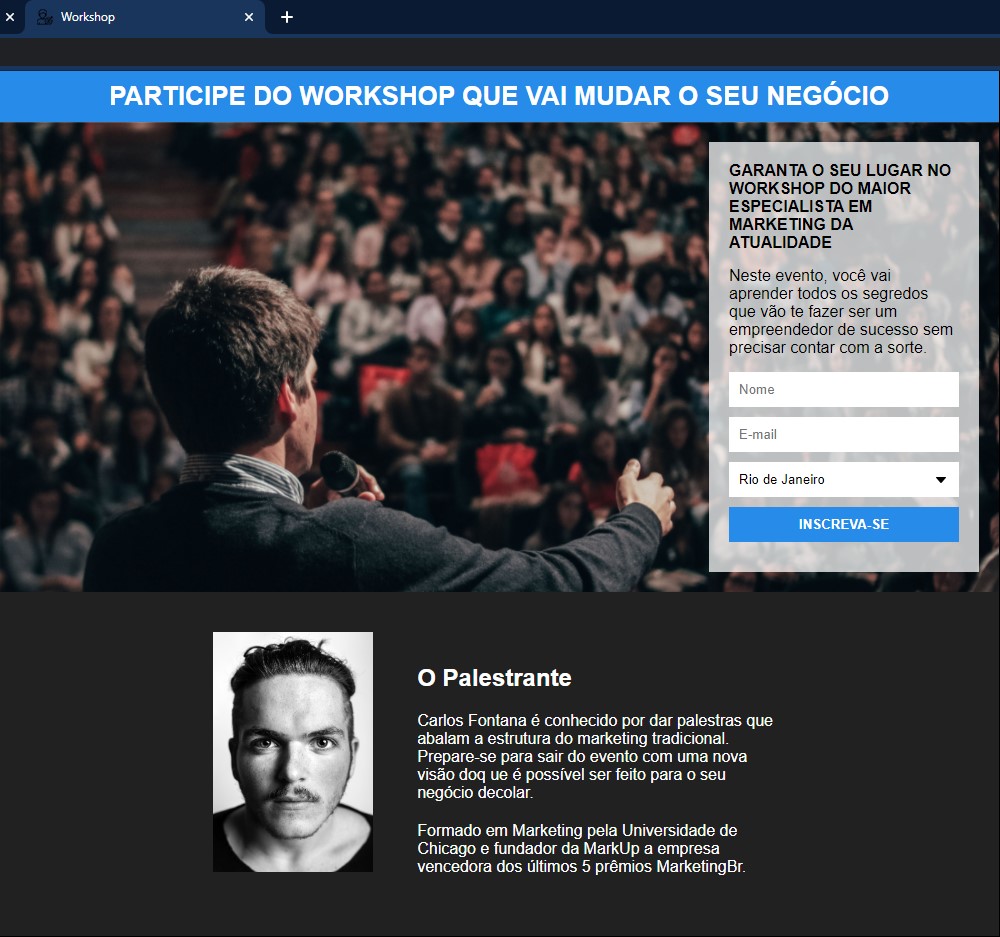 Workshop
PARTICIPE DO WORKSHOP QUE VAI MUDAR O SEU NEGÓCIO
GARANTA O SEU LUGAR NO
WORKSHOP DO MAIOR
ESPECIALISTA EM
MARKETING DA
ATUALIDADE
Neste evento, você vai
aprender todos os segredos
que vão te fazer ser um
empreendedor de sucesso sem
precisar contar com a sorte.
Nome
E-mail
Rio de Janeiro
INSCREVA-SE
O Palestrante
Carlos Fontana é conhecido por dar palestras que
abalam a estrutura do marketing tradicional.
Prepare-se para sair do evento com uma nova
visão doq ue é possível ser feito para o seu
negócio decolar.
Formado em Marketing pela Universidade de
Chicago e fundador da MarkUp a empresa
vencedora dos últimos 5 prêmios MarketingBr.